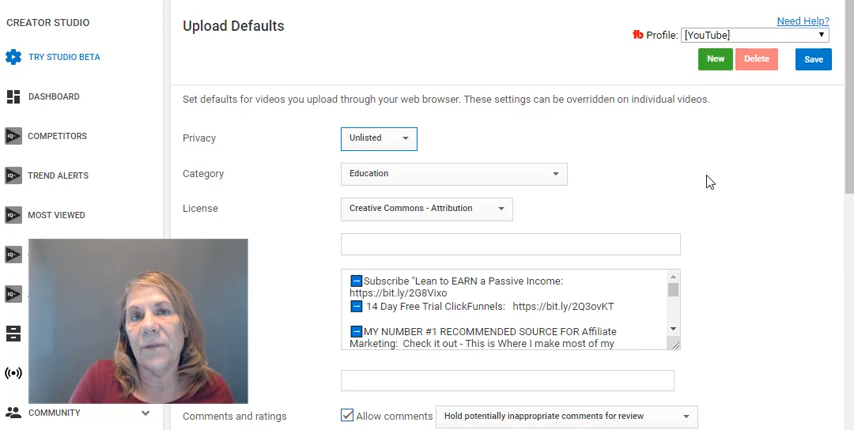 CREATOR STUDIO
Upload Defaults
Need Help?
Profile: [YouTube]
TRY STUDIO BETA
New
Delete
Save
DASHBOARD
Set defaults for videos you upload through your web browser. These settings can be overridden on individual videos.
COMPETITORS
Privacy
Unlisted
TREND ALERTS
Category
Education
MOST VIEWED
License
Creative Commons - Attribution
Subscribe "Lean to EARN a Passive Income:
https://bit.ly/2G8Vixo
14 Day Free Trial ClickFunnels: https://bit.ly/2Q3ovKT
MY NUMBER #1 RECOMMENDED SOURCE FOR Affiliate
Marketing: Check it out - This is Where I make most of my
COMMUNITY
Comments and ratings
Allow comments
Hold potentially inappropriate comments for review